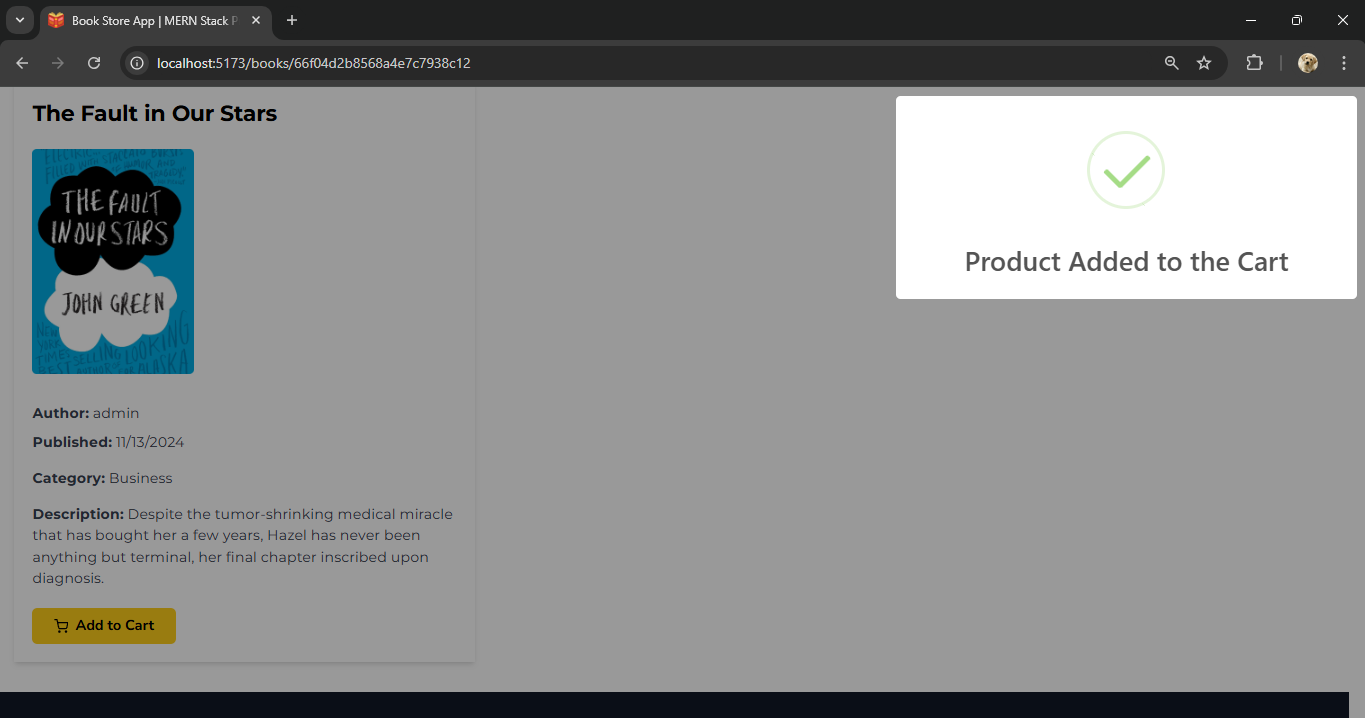 Book Store App | MERN Stack P
localhost:5173/books/66f04d2b8568a4e7c7938c12
The Fault in Our Stars
THE FAULT
IN OUR STARS
JOHN GREEN
Product Added to the Cart
Author: admin
Published: 11/13/2024
Category: Business
Description: Despite the tumor-shrinking medical miracle
that has bought her a few years, Hazel has never been
anything but terminal, her final chapter inscribed upon
diagnosis.
Add to Cart